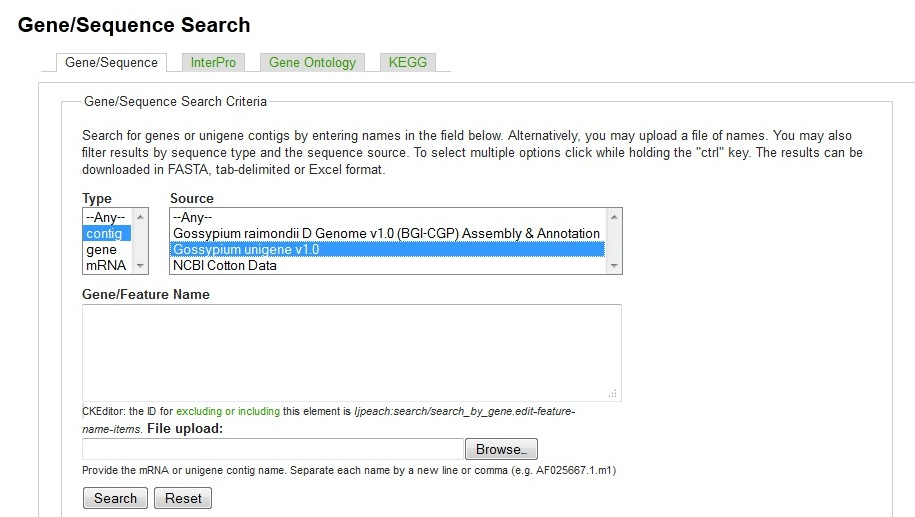 Gene/Sequence Search
Gene/Sequence InterPro Gene Ontology KEGG
Gene/Sequence Search Criteria
Search for genes or unigene contigs by entering names in the field below. Alternatively, you may upload a file of names. You may also
filter results by sequence type and the sequence source. To select multiple options click while holding the "ctrl" key. The results can be
downloaded in FASTA, tab-delimited or Excel format.
Type Source
--Any-- --Any--
contig Gossypium raimondii D Genome v1.0 (BGI-CGP) Assembly & Annotation
gene Gossypium unigene v1.0
mRNA NCBI Cotton Data
Gene/Feature Name
CKEditor: the ID for excluding or including this element is ljpeach:search/search_by_gene.edit-feature-
name-items. File upload:
Browse..
Provide the mRNA or unigene contig name. Separate each name by a new line or comma (e.g. AF025667.1.m1)
Search Reset